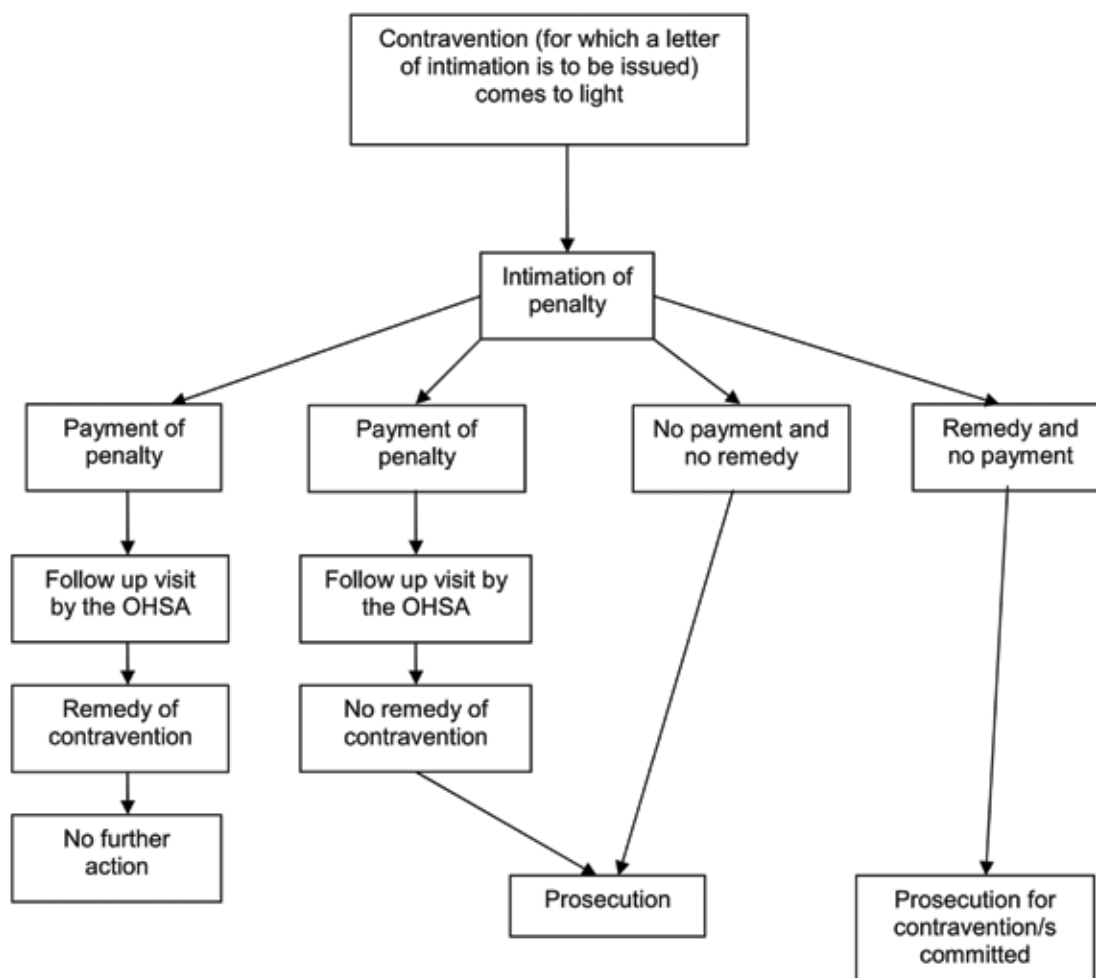 Contravention (for which a letter
of intimation is to be issued)
comes to light
Intimation of
penalty
Payment of
penalty
Payment of
penalty
No payment and
no remedy
Remedy and
no payment
Follow up visit
by the OHSA
Follow up visit by
the OHSA
Remedy of
contravention
No remedy of
contravention
No further
action
Prosecution
Prosecution for
contravention/s
committed